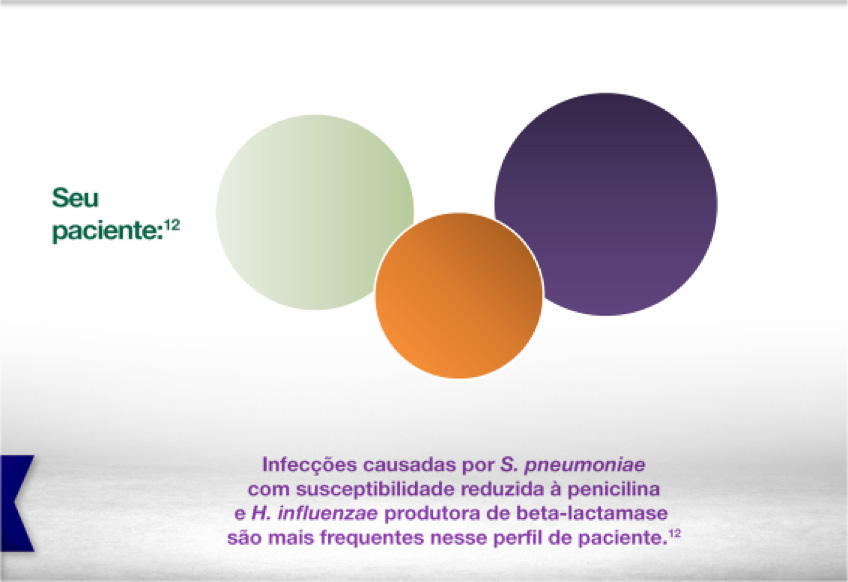 Seu
paciente:¹²
Infecções causadas por S. pneumoniae
com susceptibilidade reduzida à penicilina
e H. influenzae produtora de beta-lactamase
são mais frequentes nesse perfil de paciente.¹²